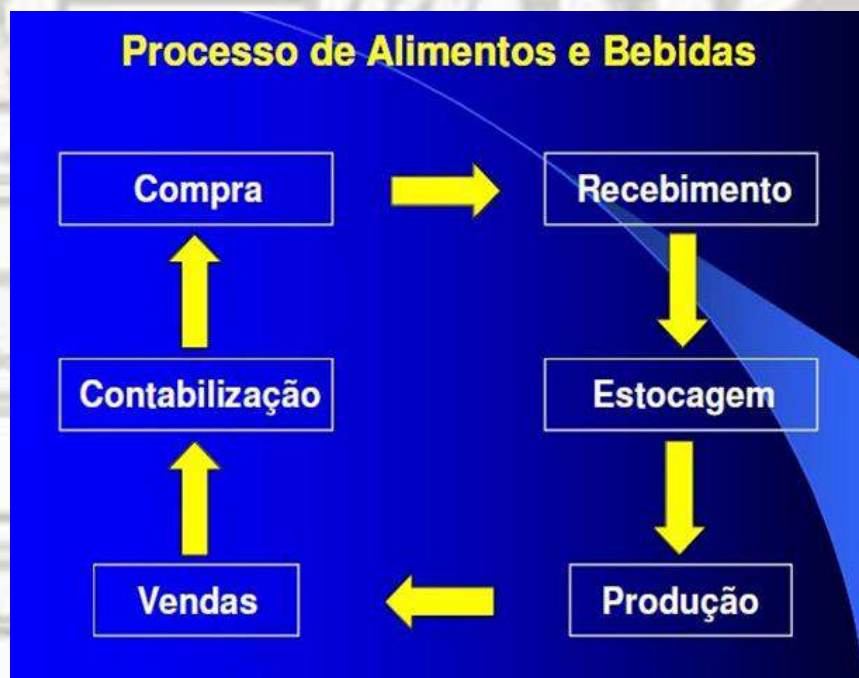 Processo de Alimentos e Bebidas
Compra
Recebimento
Contabilização
Estocagem
Vendas
Produção